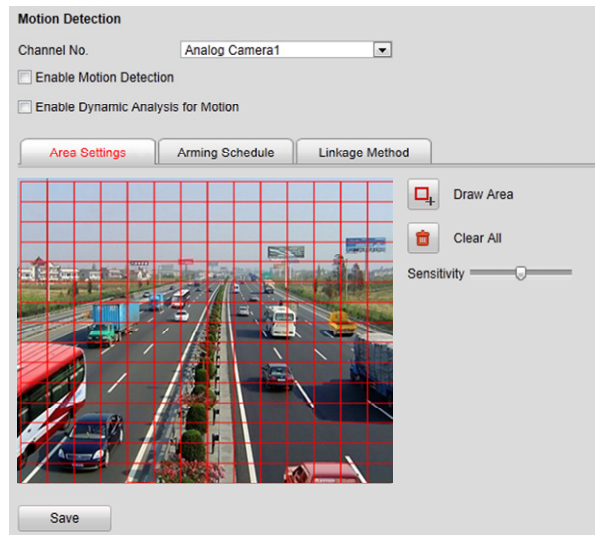 Motion Detection
Channel No. Analog Camera1
Enable Motion Detection
Enable Dynamic Analysis for Motion
Area Settings Arming Schedule Linkage Method
Draw Area
Clear All
Sensitivity
Save